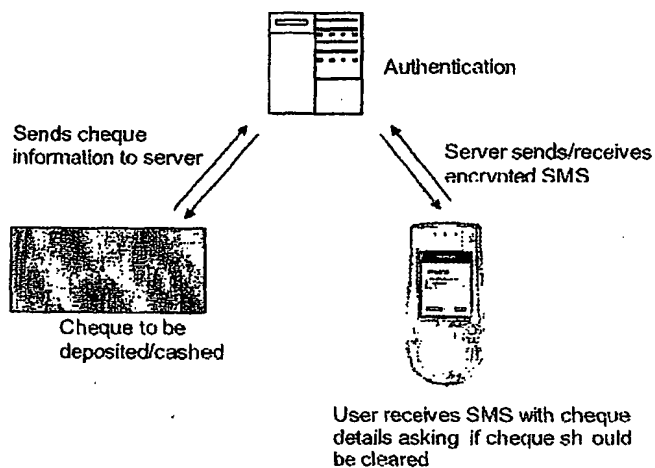 Authentication
Sends cheque
information to server
Server sends/receives
encrypted SMS
Cheque to be
deposited/cashed
User receives SMS with cheque
details asking if cheque sh ould
be cleared